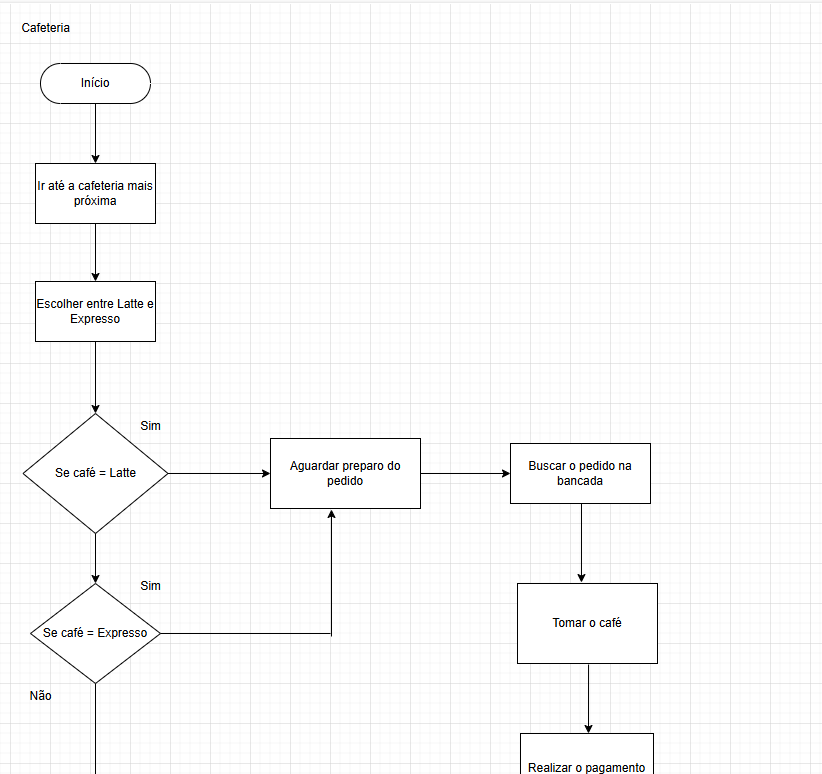 Cafeteria
Início
Ir até a cafeteria mais
próxima
Escolher entre Latte e
Expresso
Sim
Se café = Latte
Aguardar preparo do
pedido
Buscar o pedido na
bancada
Sim
Se café = Expresso
Tomar o café
Não
Realizar o pagamento